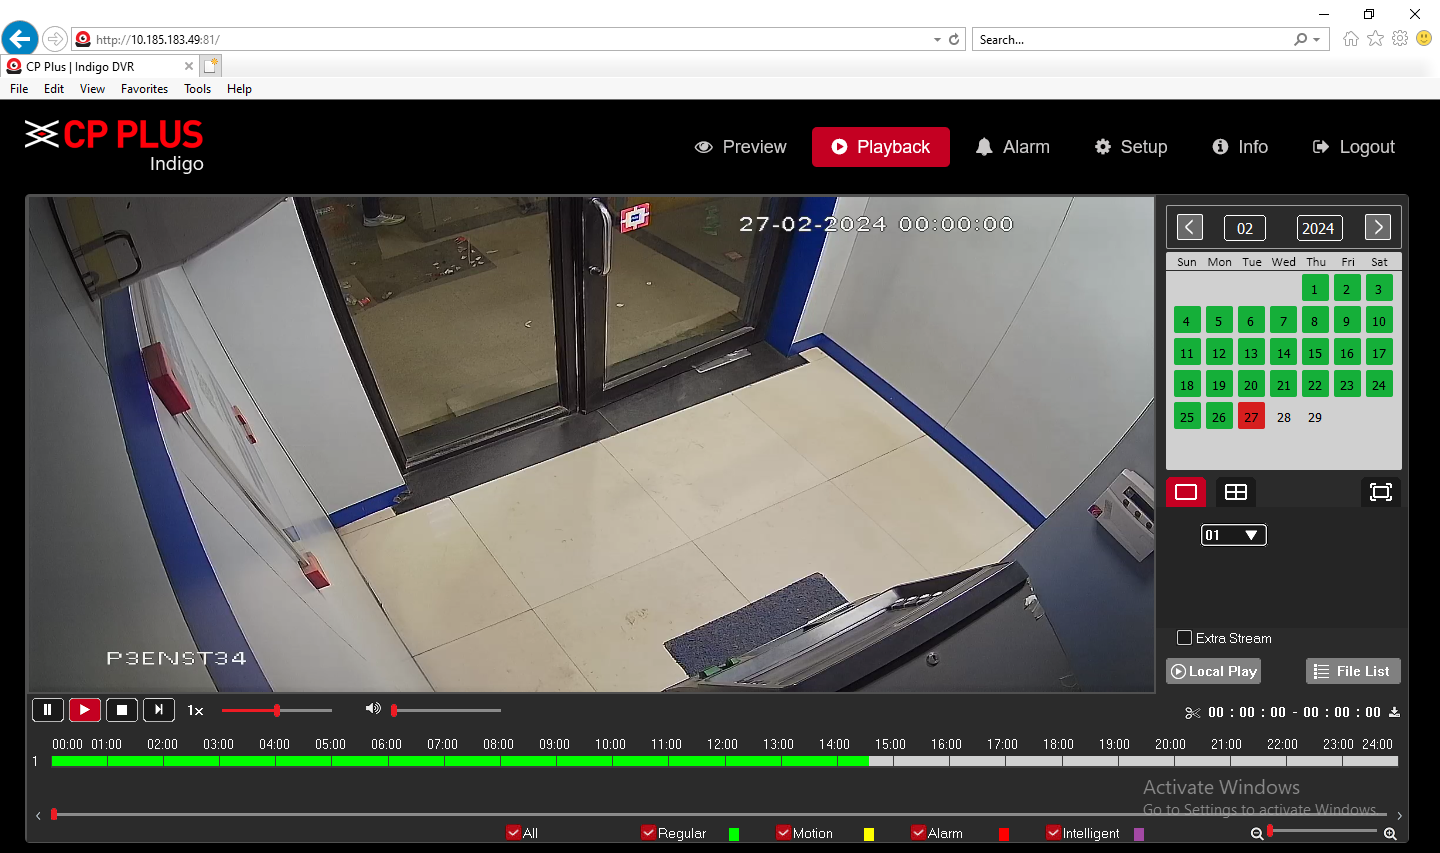 http://10.185.183.49:81/
Search...
CP Plus | Indigo DVR
File Edit View Favorites Tools Help
CP PLUS
Indigo
Preview Playback Alarm Setup Info Logout
27-02-2024 00:00:00
02 2024
Sun Mon Tue Wed Thu Fri Sat
1 2 3
4 5 6 7 8 9 10
11 12 13 14 15 16 17
18 19 20 21 22 23 24
25 26 27 28 29
01
Extra Stream
P3ENST34
Local Play File List
1x
00 : 00 : 00 - 00 : 00 : 00
00:00 01:00 02:00 03:00 04:00 05:00 06:00 07:00 08:00 09:00 10:00 11:00 12:00 13:00 14:00 15:00 16:00 17:00 18:00 19:00 20:00 21:00 22:00 23:00 24:00
1
Activate Windows
Go to Settings to activate Windows.
All Regular Motion Alarm Intelligent